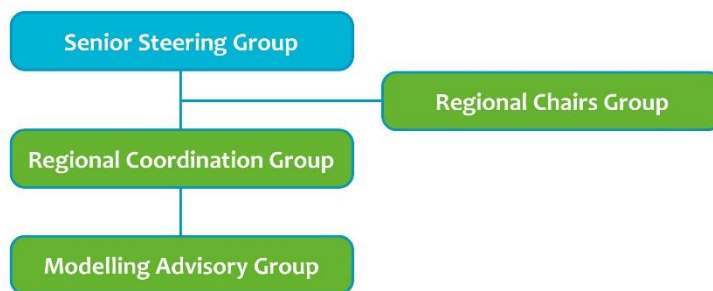 Senior Steering Group
Regional Chairs Group
Regional Coordination Group
Modelling Advisory Group